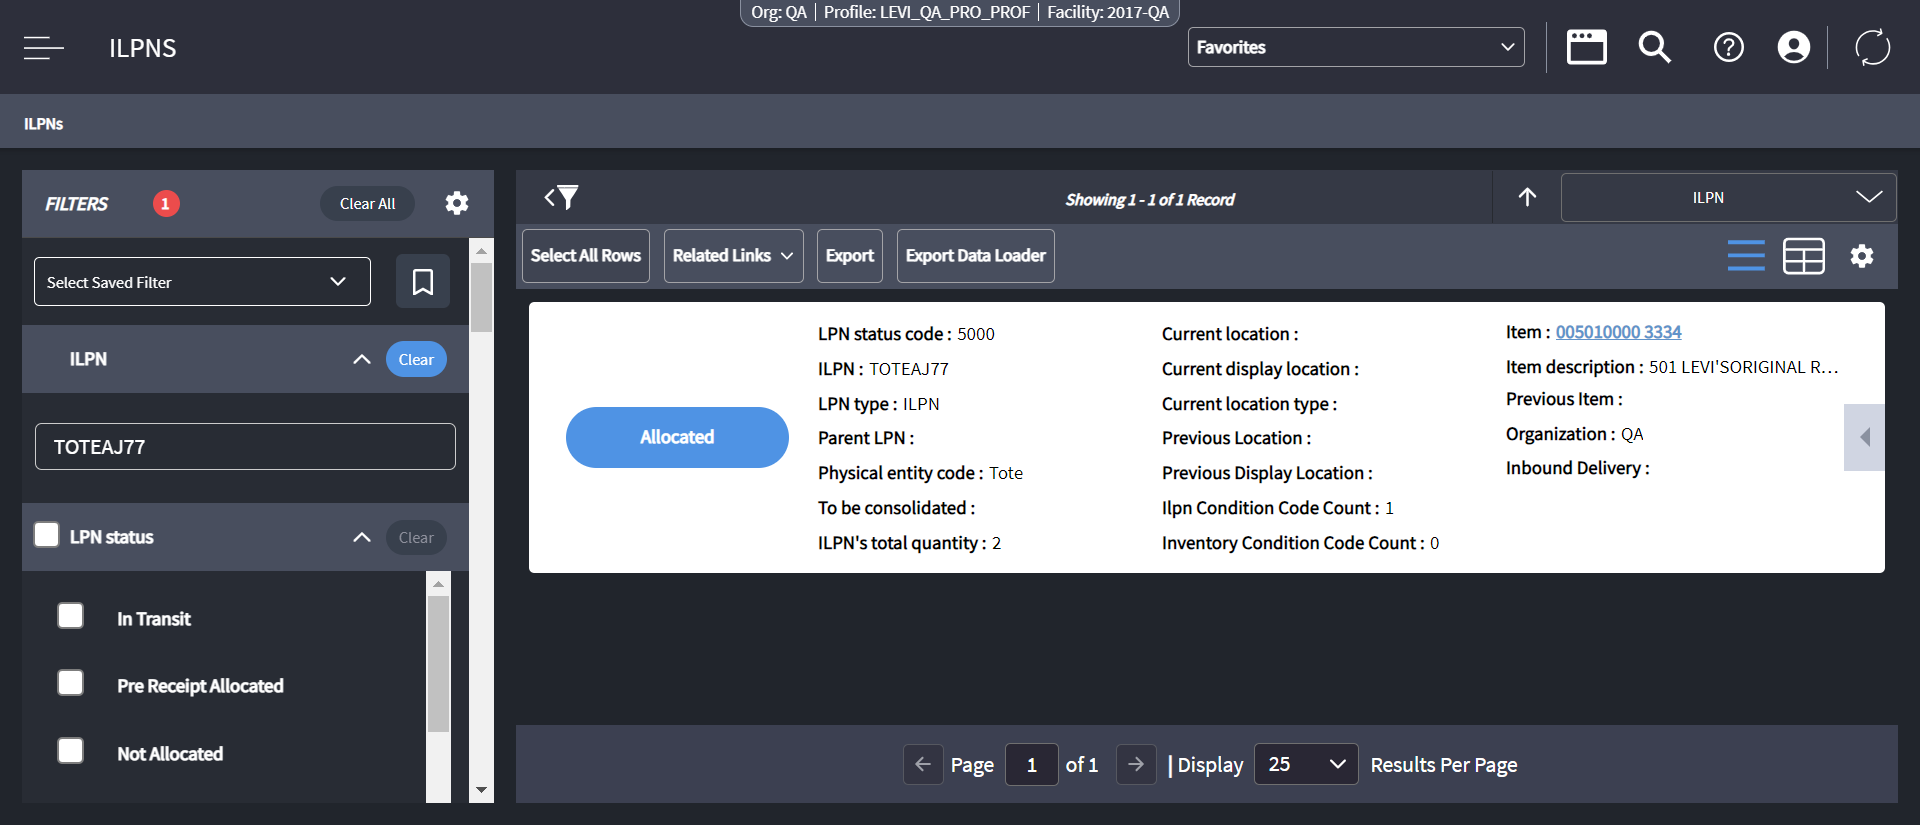 Org: QA | Profile: LEVI_QA_PRO_PROF | Facility: 2017-QA
ILPNS
Favorites
ILPNs
FILTERS 1 Clear All
Select Saved Filter
ILPN Clear
TOTEAJ77
LPN status Clear
In Transit
Pre Receipt Allocated
Not Allocated
Showing 1 - 1 of 1 Record
ILPN
Select All Rows Related Links Export Export Data Loader
Allocated
LPN status code : 5000
ILPN : TOTEAJ77
LPN type : ILPN
Parent LPN :
Physical entity code : Tote
To be consolidated :
ILPN's total quantity : 2
Current location :
Current display location :
Current location type :
Previous Location :
Previous Display Location :
Ilpn Condition Code Count : 1
Inventory Condition Code Count : 0
Item : 005010000 3334
Item description : 501 LEVI'SORIGINAL R...
Previous Item :
Organization : QA
Inbound Delivery :
Page 1 of 1 | Display 25 Results Per Page